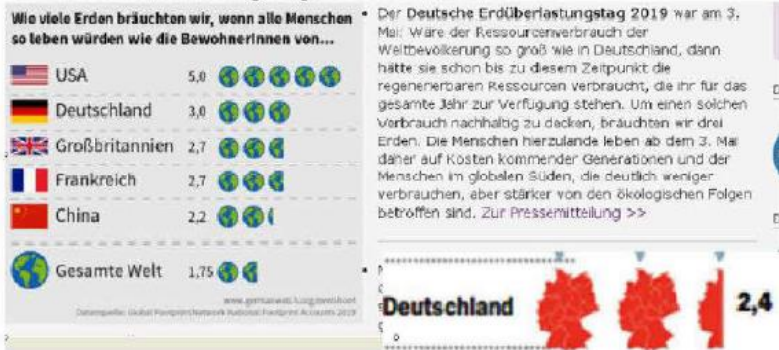 Wie viele Erden bräuchten wir, wenn alle Menschen
so leben würden wie die BewohnerInnen von...
USA 5,0
Deutschland 3,0
Großbritannien 2,7
Frankreich 2,7
China 2,2
Gesamte Welt 1,75
www.germanwatch.org/overshoot
Datenquelle: Global Footprint Network National Footprint Accounts 2019
• Der Deutsche Erdüberlastungstag 2019 war am 3.
Mai: Wäre der Ressourcenverbrauch der
Weltbevölkerung so groß wie in Deutschland, dann
hätte sie schon bis zu diesem Zeitpunkt die
regenerierbaren Ressourcen verbraucht, die ihr für das
gesamte Jahr zur Verfügung stehen. Um einen solchen
Verbrauch nachhaltig zu decken, bräuchten wir drei
Erden. Die Menschen hierzulande leben ab dem 3. Mai
daher auf Kosten kommender Generationen und der
Menschen im globalen Süden, die deutlich weniger
verbrauchen, aber stärker von den ökologischen Folgen
betroffen sind. Zur Pressemitteilung >>
Deutschland 2,4